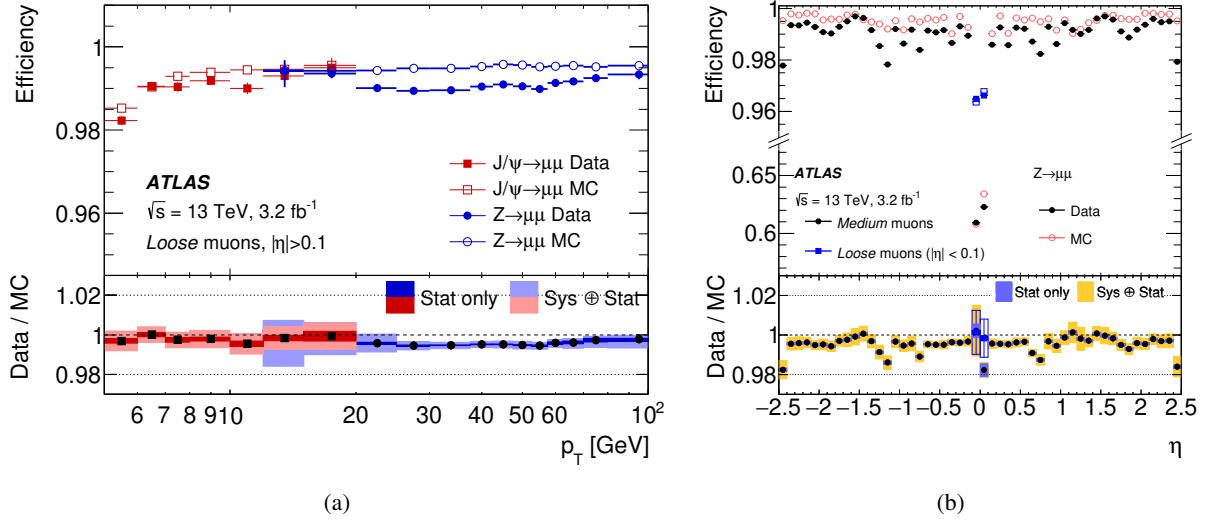 Efficiency
1
0.98
0.96
ATLAS
√s = 13 TeV, 3.2 fb⁻¹
Loose muons, |η|>0.1
J/ψ→μμ Data
J/ψ→μμ MC
Z→μμ Data
Z→μμ MC
Data / MC
1.02
1
0.98
Stat only
Sys ⊕ Stat
6 7 8 9 10 20 30 40 50 60 10²
p_T [GeV]
(a)
Efficiency
1
0.98
0.96
0.65
0.6
ATLAS
√s = 13 TeV, 3.2 fb⁻¹
Medium muons
Loose muons (|η| < 0.1)
Z→μμ
Data
MC
Data / MC
1.02
1
0.98
Stat only
Sys ⊕ Stat
−2.5 −2 −1.5 −1 −0.5 0 0.5 1 1.5 2 2.5
η
(b)